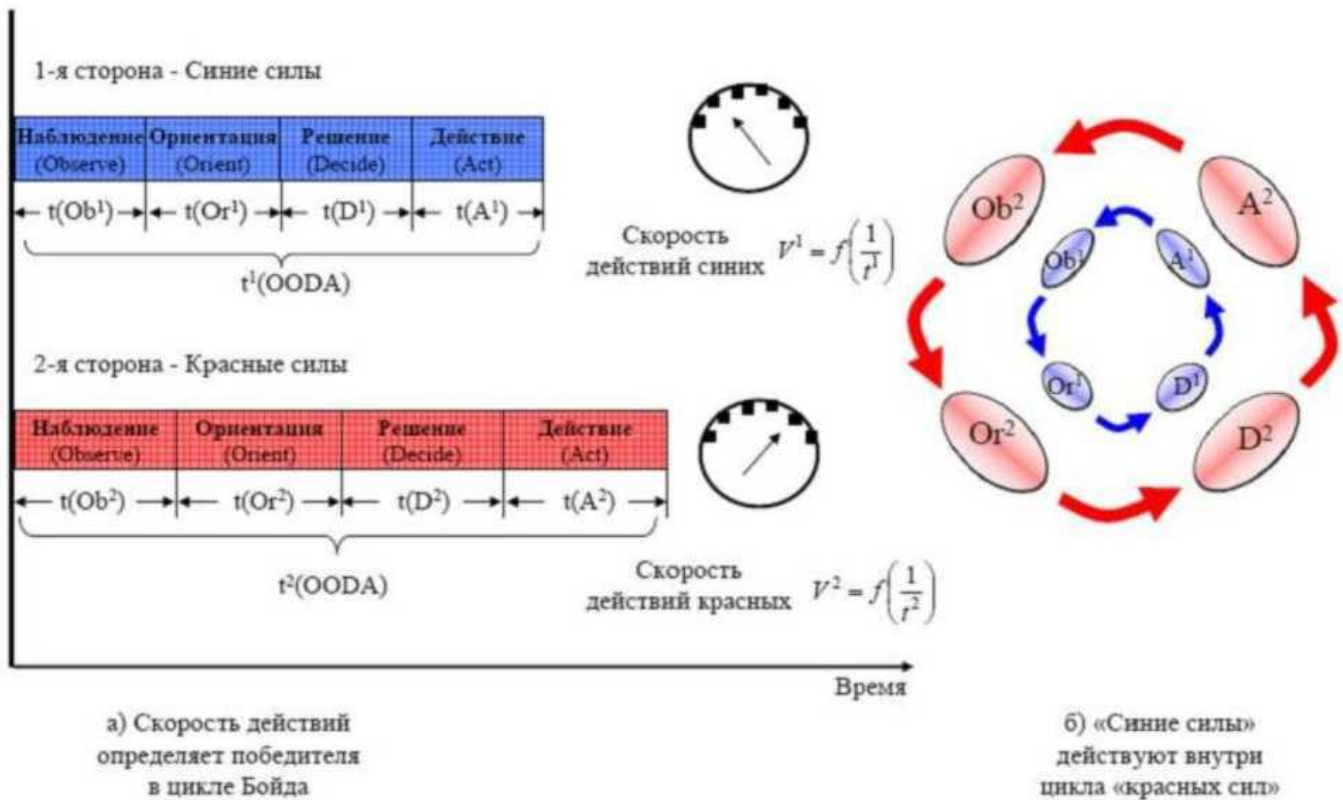 1-я сторона - Синие силы
Наблюдение Ориентация Решение Действие
(Observe) (Orient) (Decide) (Act)
t(Ob¹) t(Or¹) t(D¹) t(A¹)
t¹(OODA)
Скорость
действий синих V¹ = f(1/t¹)
2-я сторона - Красные силы
Наблюдение Ориентация Решение Действие
(Observe) (Orient) (Decide) (Act)
t(Ob²) t(Or²) t(D²) t(A²)
t²(OODA)
Скорость
действий красных V² = f(1/t²)
Время
а) Скорость действий
определяет победителя
в цикле Бойда
Ob² A²
Ob¹ A¹
Or¹ D¹
Or² D²
б) «Синие силы»
действуют внутри
цикла «красных сил»